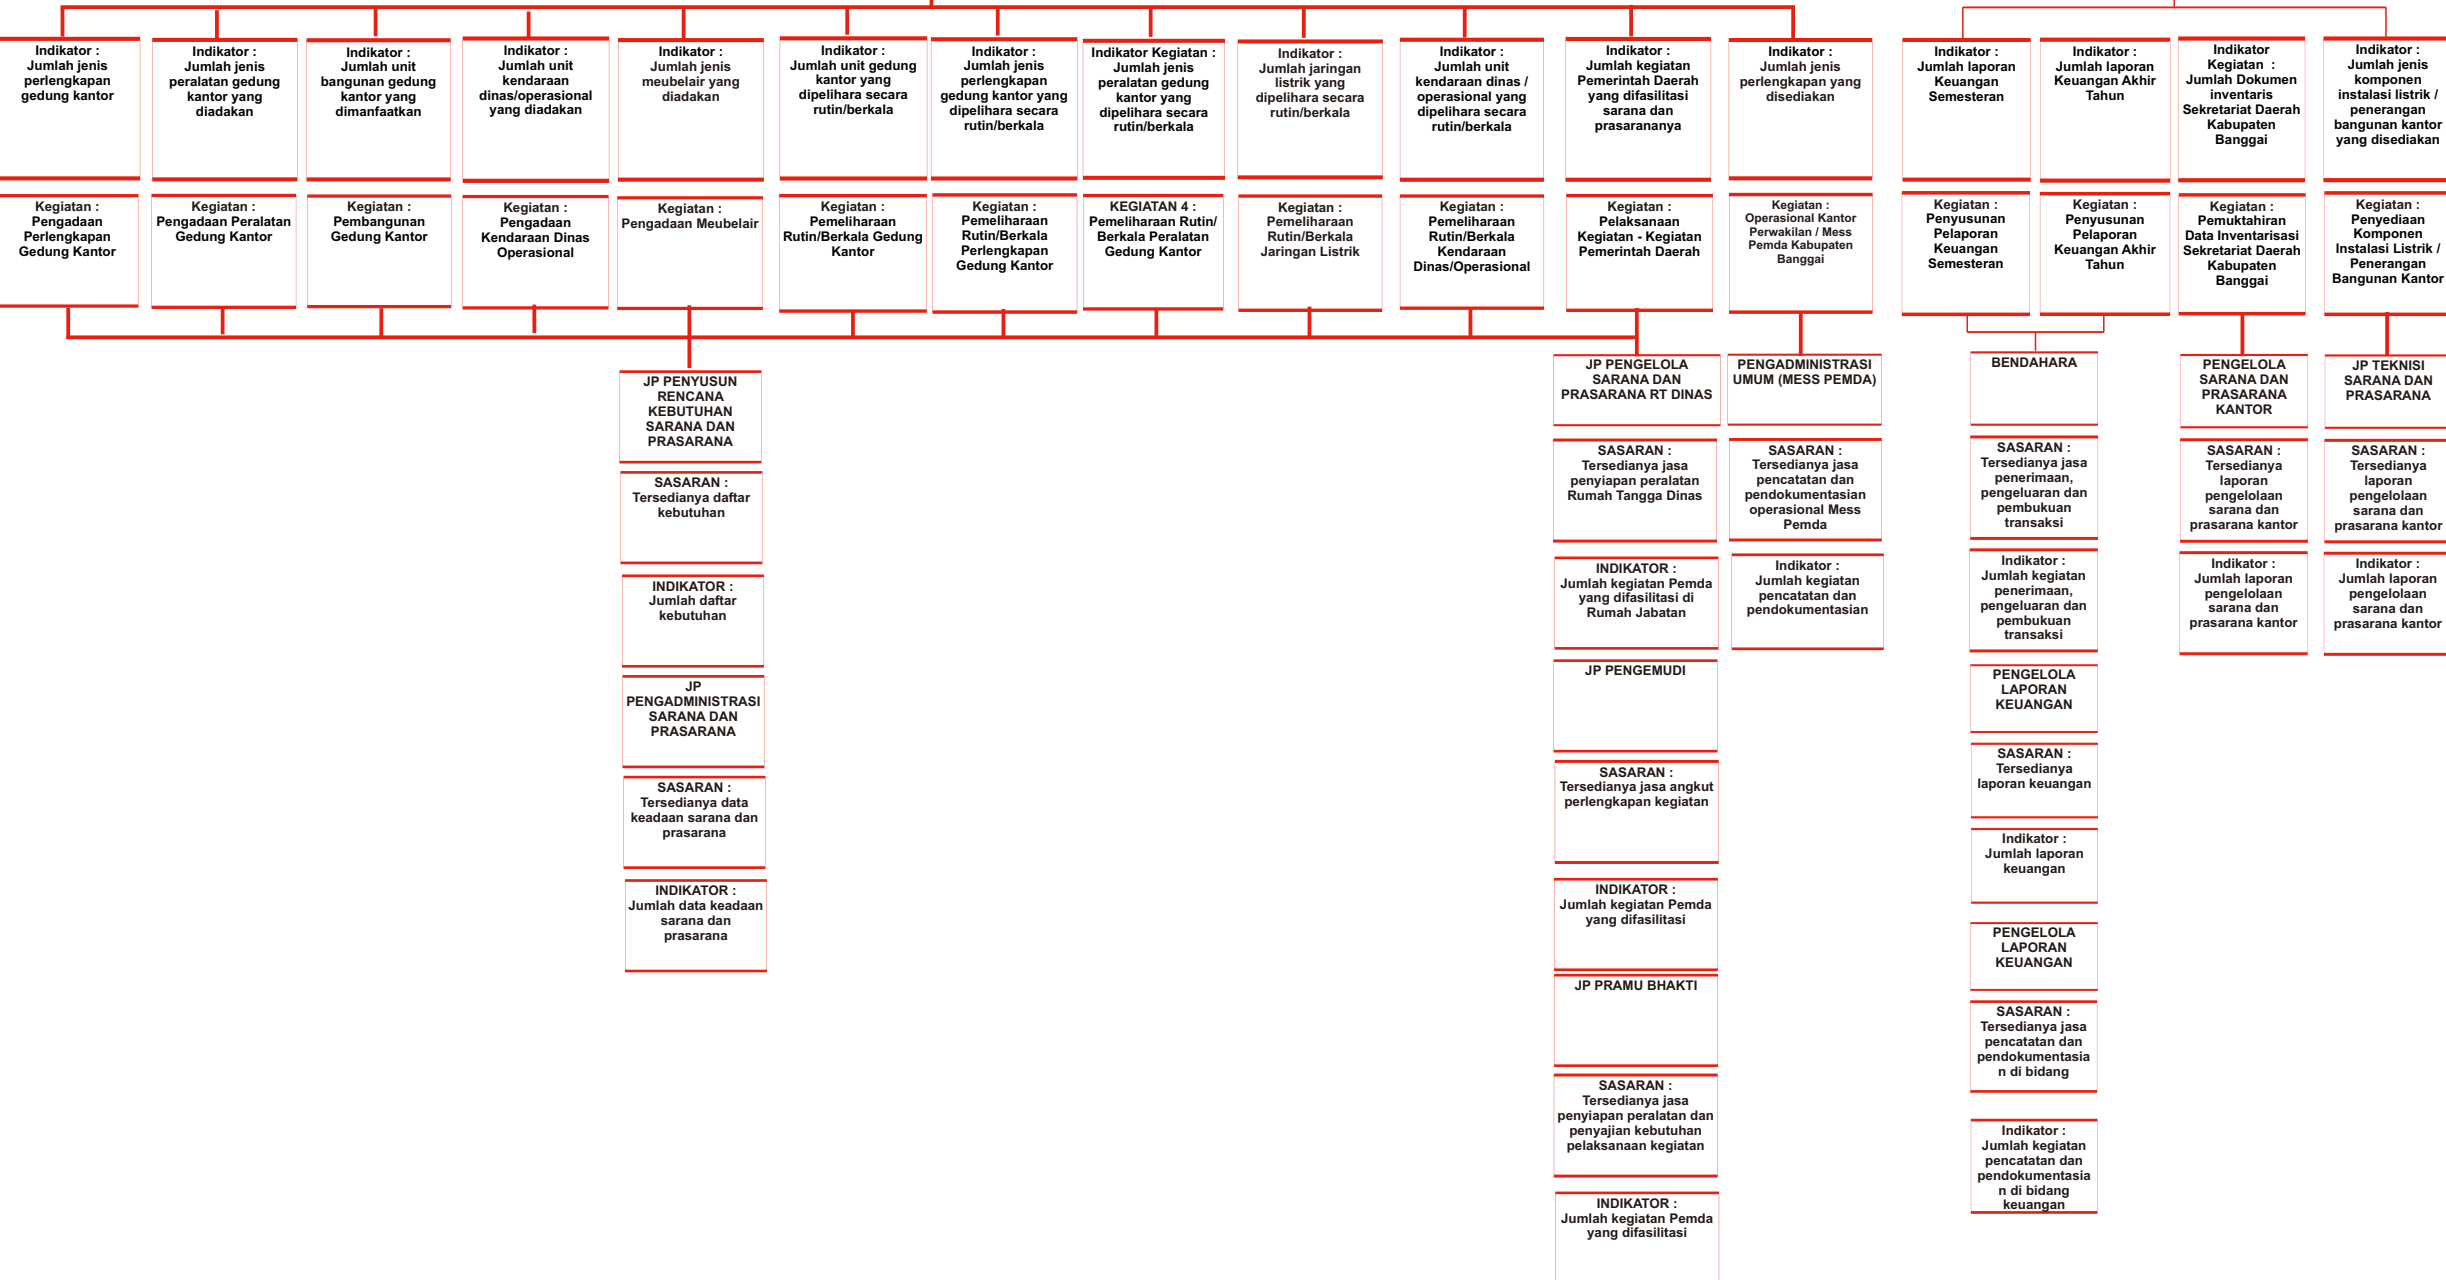 Indikator :
Jumlah jenis
perlengkapan
gedung kantor
Indikator :
Jumlah jenis
peralatan gedung
kantor yang
diadakan
Indikator :
Jumlah unit
bangunan gedung
kantor yang
dimanfaatkan
Indikator :
Jumlah unit
kendaraan
dinas/operasional
yang diadakan
Indikator :
Jumlah jenis
meubelair yang
diadakan
Indikator :
Jumlah unit gedung
kantor yang
dipelihara secara
rutin/berkala
Indikator :
Jumlah jenis
perlengkapan
gedung kantor yang
dipelihara secara
rutin/berkala
Indikator Kegiatan :
Jumlah jenis
peralatan gedung
kantor yang
dipelihara secara
rutin/berkala
Indikator :
Jumlah jaringan
listrik yang
dipelihara secara
rutin/berkala
Indikator :
Jumlah unit
kendaraan dinas /
operasional yang
dipelihara secara
rutin/berkala
Indikator :
Jumlah kegiatan
Pemerintah Daerah
yang difasilitasi
sarana dan
prasarananya
Indikator :
Jumlah jenis
perlengkapan yang
disediakan
Indikator :
Jumlah laporan
Keuangan
Semesteran
Indikator :
Jumlah laporan
Keuangan Akhir
Tahun
Indikator
Kegiatan :
Jumlah Dokumen
inventaris
Sekretariat Daerah
Kabupaten
Banggai
Indikator :
Jumlah jenis
komponen
instalasi listrik /
penerangan
bangunan kantor
yang disediakan
Kegiatan :
Pengadaan
Perlengkapan
Gedung Kantor
Kegiatan :
Pengadaan Peralatan
Gedung Kantor
Kegiatan :
Pembangunan
Gedung Kantor
Kegiatan :
Pengadaan
Kendaraan Dinas
Operasional
Kegiatan :
Pengadaan Meubelair
Kegiatan :
Pemeliharaan
Rutin/Berkala Gedung
Kantor
Kegiatan :
Pemeliharaan
Rutin/Berkala
Perlengkapan
Gedung Kantor
KEGIATAN 4 :
Pemeliharaan Rutin/
Berkala Peralatan
Gedung Kantor
Kegiatan :
Pemeliharaan
Rutin/Berkala
Jaringan Listrik
Kegiatan :
Pemeliharaan
Rutin/Berkala
Kendaraan
Dinas/Operasional
Kegiatan :
Pelaksanaan
Kegiatan - Kegiatan
Pemerintah Daerah
Kegiatan :
Operasional Kantor
Perwakilan / Mess
Pemda Kabupaten
Banggai
Kegiatan :
Penyusunan
Pelaporan
Keuangan
Semesteran
Kegiatan :
Penyusunan
Pelaporan
Keuangan Akhir
Tahun
Kegiatan :
Pemuktahiran
Data Inventarisasi
Sekretariat Daerah
Kabupaten
Banggai
Kegiatan :
Penyediaan
Komponen
Instalasi Listrik /
Penerangan
Bangunan Kantor
JP PENYUSUN
RENCANA
KEBUTUHAN
SARANA DAN
PRASARANA
SASARAN :
Tersedianya daftar
kebutuhan
INDIKATOR :
Jumlah daftar
kebutuhan
JP
PENGADMINISTRASI
SARANA DAN
PRASARANA
SASARAN :
Tersedianya data
keadaan sarana dan
prasarana
INDIKATOR :
Jumlah data keadaan
sarana dan
prasarana
JP PENGELOLA
SARANA DAN
PRASARANA RT DINAS
SASARAN :
Tersedianya jasa
penyiapan peralatan
Rumah Tangga Dinas
INDIKATOR :
Jumlah kegiatan Pemda
yang difasilitasi di
Rumah Jabatan
JP PENGEMUDI
SASARAN :
Tersedianya jasa angkut
perlengkapan kegiatan
INDIKATOR :
Jumlah kegiatan Pemda
yang difasilitasi
JP PRAMU BHAKTI
SASARAN :
Tersedianya jasa
penyiapan peralatan dan
penyajian kebutuhan
pelaksanaan kegiatan
INDIKATOR :
Jumlah kegiatan Pemda
yang difasilitasi
PENGADMINISTRASI
UMUM (MESS PEMDA)
SASARAN :
Tersedianya jasa
pencatatan dan
pendokumentasian
operasional Mess
Pemda
Indikator :
Jumlah kegiatan
pencatatan dan
pendokumentasian
BENDAHARA
SASARAN :
Tersedianya jasa
penerimaan,
pengeluaran dan
pembukuan
transaksi
Indikator :
Jumlah kegiatan
penerimaan,
pengeluaran dan
pembukuan
transaksi
PENGELOLA
LAPORAN
KEUANGAN
SASARAN :
Tersedianya
laporan keuangan
Indikator :
Jumlah laporan
keuangan
PENGELOLA
LAPORAN
KEUANGAN
SASARAN :
Tersedianya jasa
pencatatan dan
pendokumentasia
n di bidang
Indikator :
Jumlah kegiatan
pencatatan dan
pendokumentasia
n di bidang
keuangan
PENGELOLA
SARANA DAN
PRASARANA
KANTOR
SASARAN :
Tersedianya
laporan
pengelolaan
sarana dan
prasarana kantor
Indikator :
Jumlah laporan
pengelolaan
sarana dan
prasarana kantor
JP TEKNISI
SARANA DAN
PRASARANA
SASARAN :
Tersedianya
laporan
pengelolaan
sarana dan
prasarana kantor
Indikator :
Jumlah laporan
pengelolaan
sarana dan
prasarana kantor